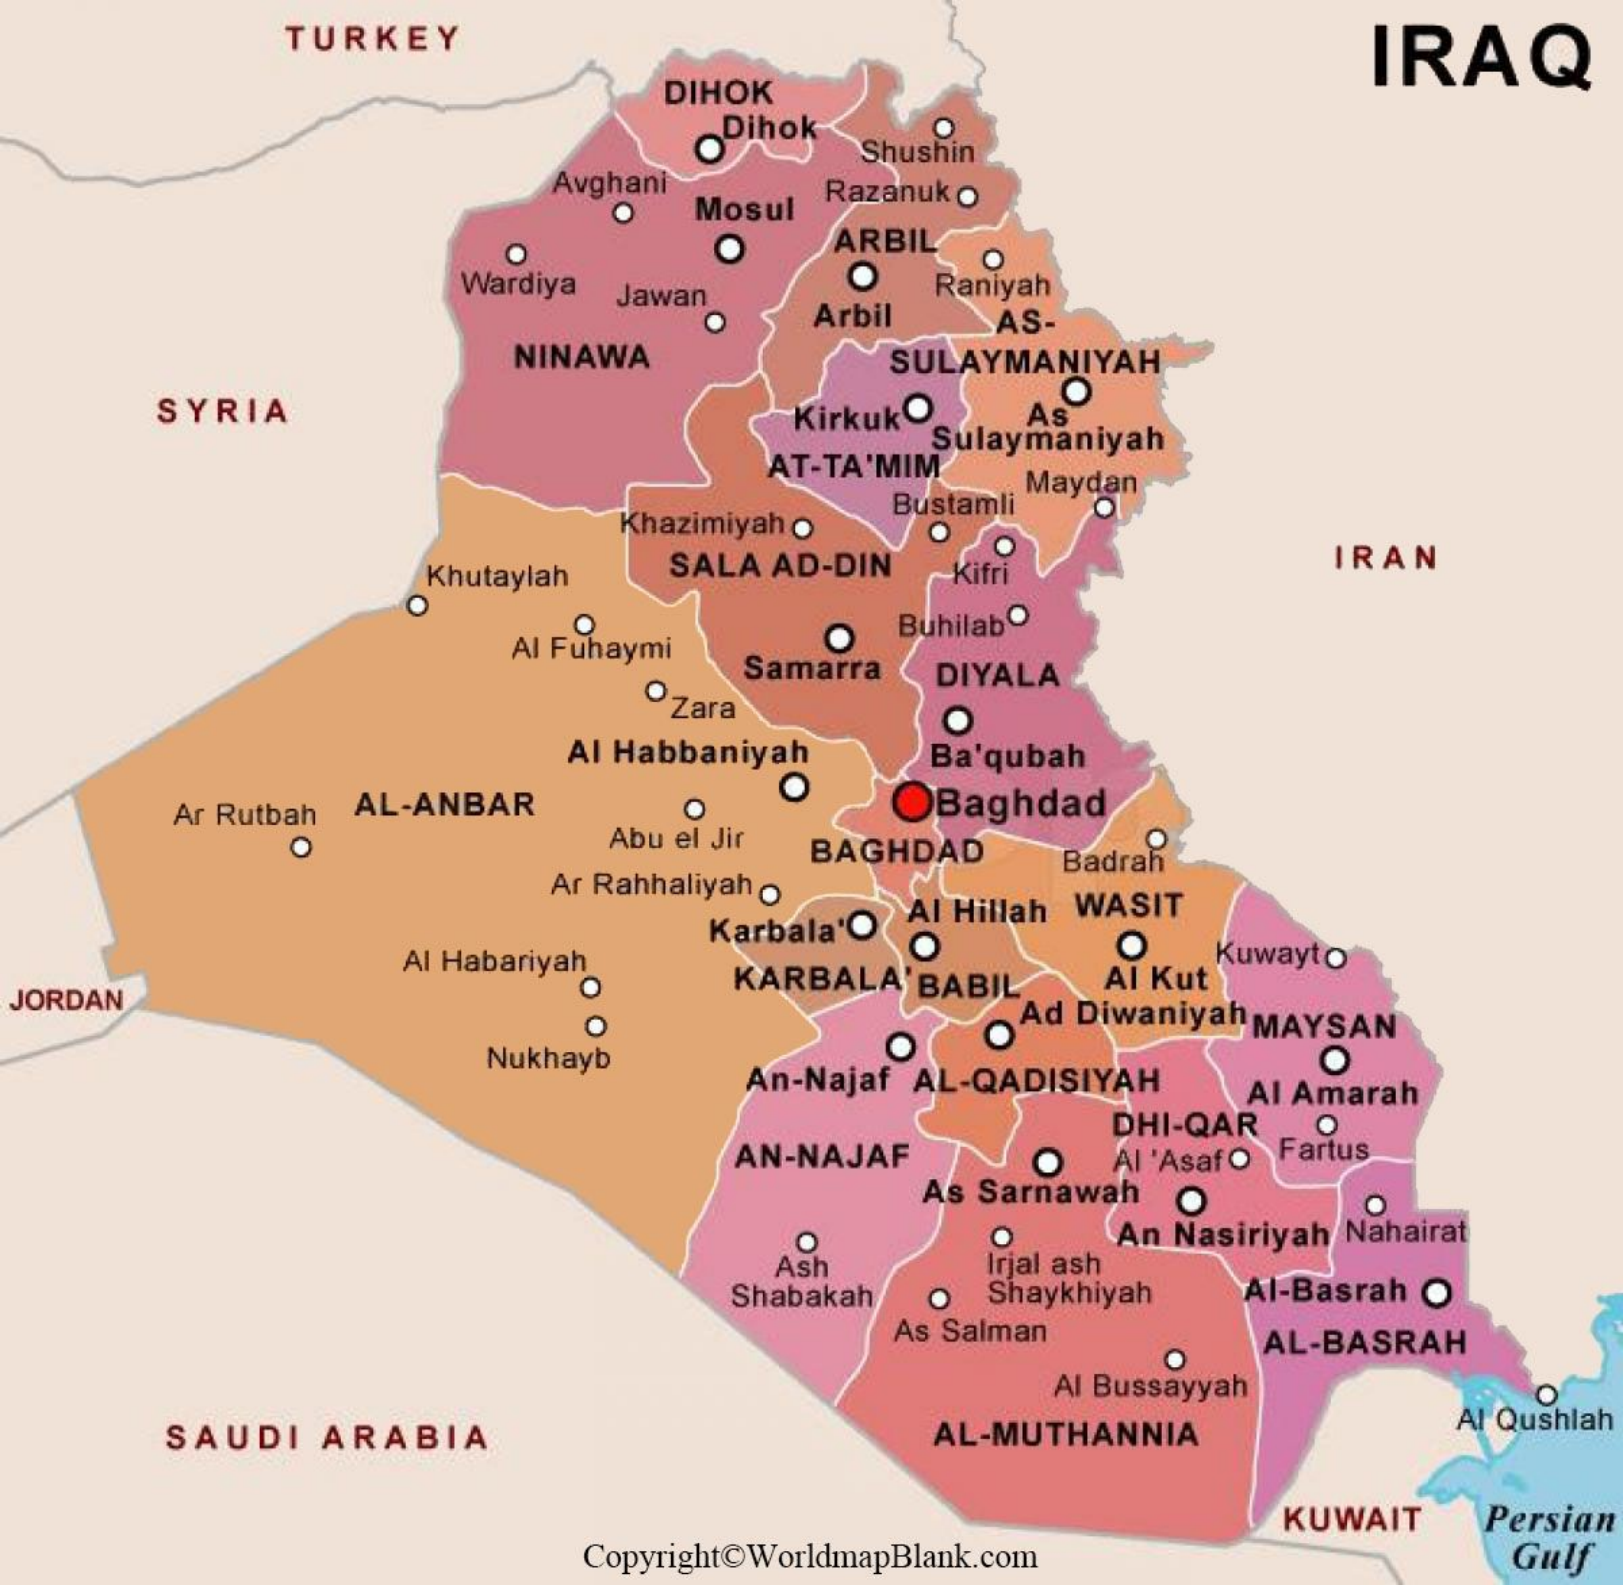 IRAQ
TURKEY
DIHOK
Dihok
Shushin
Avghani
Razanuk
Mosul
ARBIL
Wardiya
Raniyah
Jawan
Arbil
AS-
SULAYMANIYAH
NINAWA
SYRIA
Kirkuk
As
Sulaymaniyah
AT-TA'MIM
Maydan
Bustamli
Khazimiyah
SALA AD-DIN
IRAN
Kifri
Khutaylah
Buhilab
Al Fuhaymi
Samarra
DIYALA
Zara
Al Habbaniyah
Ba'qubah
AL-ANBAR
Baghdad
Ar Rutbah
Abu el Jir
BAGHDAD
Badrah
Ar Rahhaliyah
Al Hillah
WASIT
Karbala'
Kuwayt
Al Habariyah
KARBALA'
BABIL
Al Kut
JORDAN
Ad Diwaniyah
MAYSAN
Nukhayb
An-Najaf
AL-QADISIYAH
Al Amarah
DHI-QAR
Fartus
AN-NAJAF
Al 'Asaf
As Sarnawah
An Nasiriyah
Nahairat
Ash
Shabakah
Irjal ash
Shaykhiyah
Al-Basrah
As Salman
AL-BASRAH
Al Bussayyah
Al Qushlah
SAUDI ARABIA
AL-MUTHANNIA
KUWAIT
Persian
Gulf
Copyright©WorldmapBlank.com